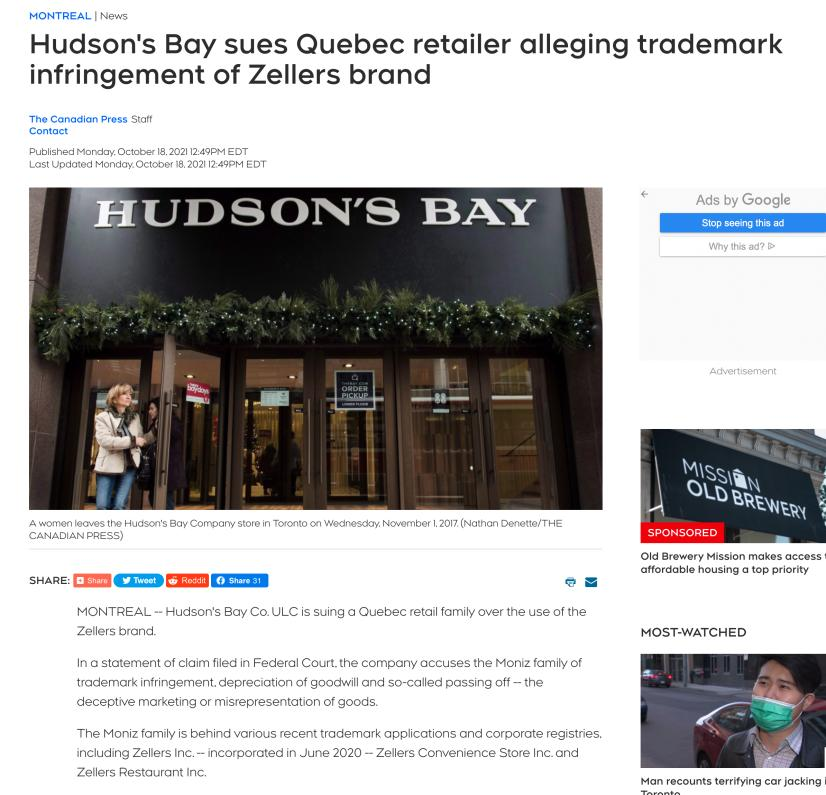 MONTREAL | News
Hudson's Bay sues Quebec retailer alleging trademark
infringement of Zellers brand
The Canadian Press Staff
Contact
Published Monday, October 18, 2021 12:49PM EDT
Last Updated Monday, October 18, 2021 12:49PM EDT
HUDSON'S BAY
baydays
THEBAY.COM
ORDER
PICKUP
A women leaves the Hudson's Bay Company store in Toronto on Wednesday, November 1, 2017. (Nathan Denette/THE
CANADIAN PRESS)
SHARE: Share Tweet Reddit Share 31
MONTREAL -- Hudson's Bay Co. ULC is suing a Quebec retail family over the use of the
Zellers brand.
In a statement of claim filed in Federal Court, the company accuses the Moniz family of
trademark infringement, depreciation of goodwill and so-called passing off -- the
deceptive marketing or misrepresentation of goods.
The Moniz family is behind various recent trademark applications and corporate registries,
including Zellers Inc. -- incorporated in June 2020 -- Zellers Convenience Store Inc. and
Zellers Restaurant Inc.
Ads by Google
Stop seeing this ad
Why this ad?
Advertisement
MISSION
OLD BREWERY
SPONSORED
Old Brewery Mission makes access
affordable housing a top priority
MOST-WATCHED
Man recounts terrifying car jacking
Toronto